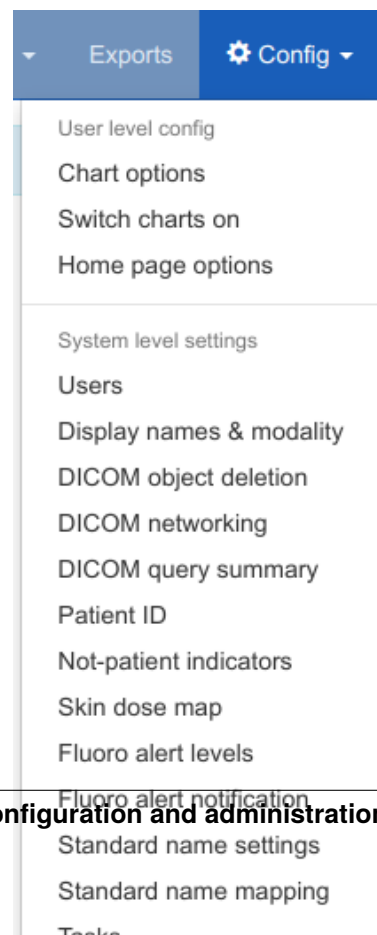 Exports
Config
User level config
Chart options
Switch charts on
Home page options
System level settings
Users
Display names & modality
DICOM object deletion
DICOM networking
DICOM query summary
Patient ID
Not-patient indicators
Skin dose map
Fluoro alert levels
Fluoro alert notification
onfiguration and administration
Standard name settings
Standard name mapping
Tasks